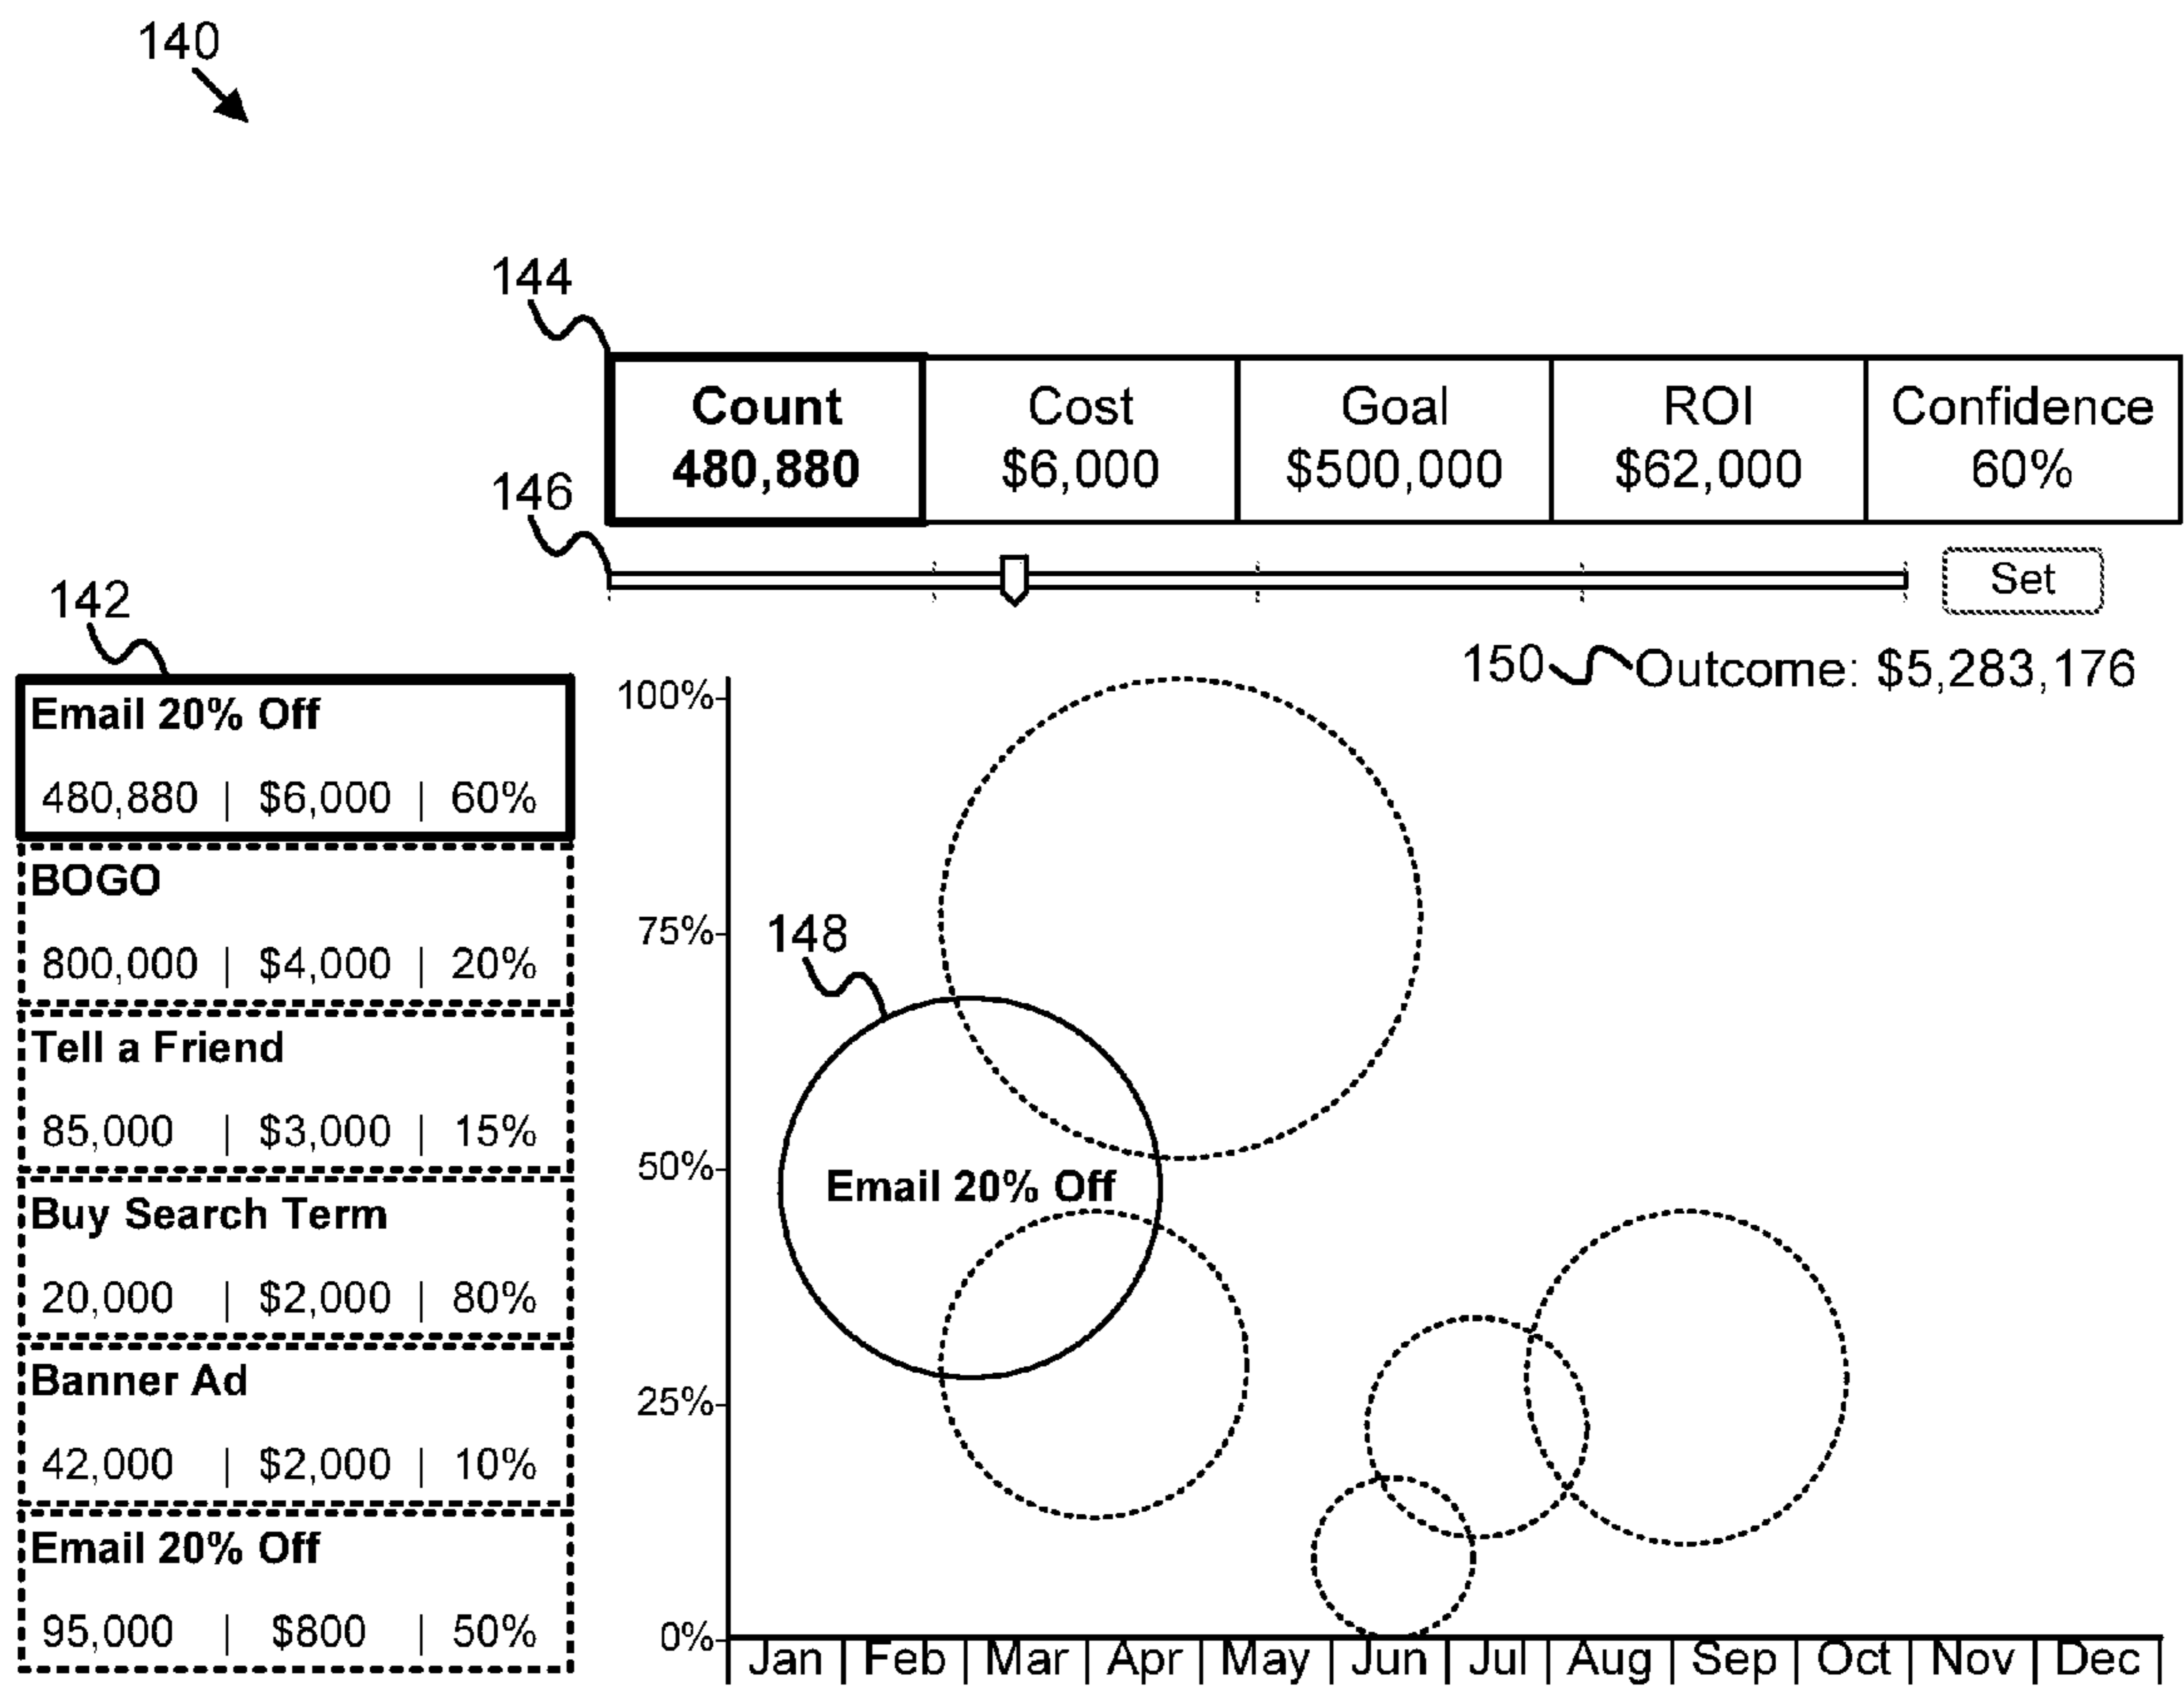 140
144
Count Cost Goal ROI Confidence
480,880 $6,000 $500,000 $62,000 60%
146
Set
142
150 Outcome: $5,283,176
Email 20% Off
480,880 | $6,000 | 60%
BOGO
800,000 | $4,000 | 20%
Tell a Friend
85,000 | $3,000 | 15%
Buy Search Term
20,000 | $2,000 | 80%
Banner Ad
42,000 | $2,000 | 10%
Email 20% Off
95,000 | $800 | 50%
100%
75%
148
50%
Email 20% Off
25%
0%
Jan | Feb | Mar | Apr | May | Jun | Jul | Aug | Sep | Oct | Nov | Dec